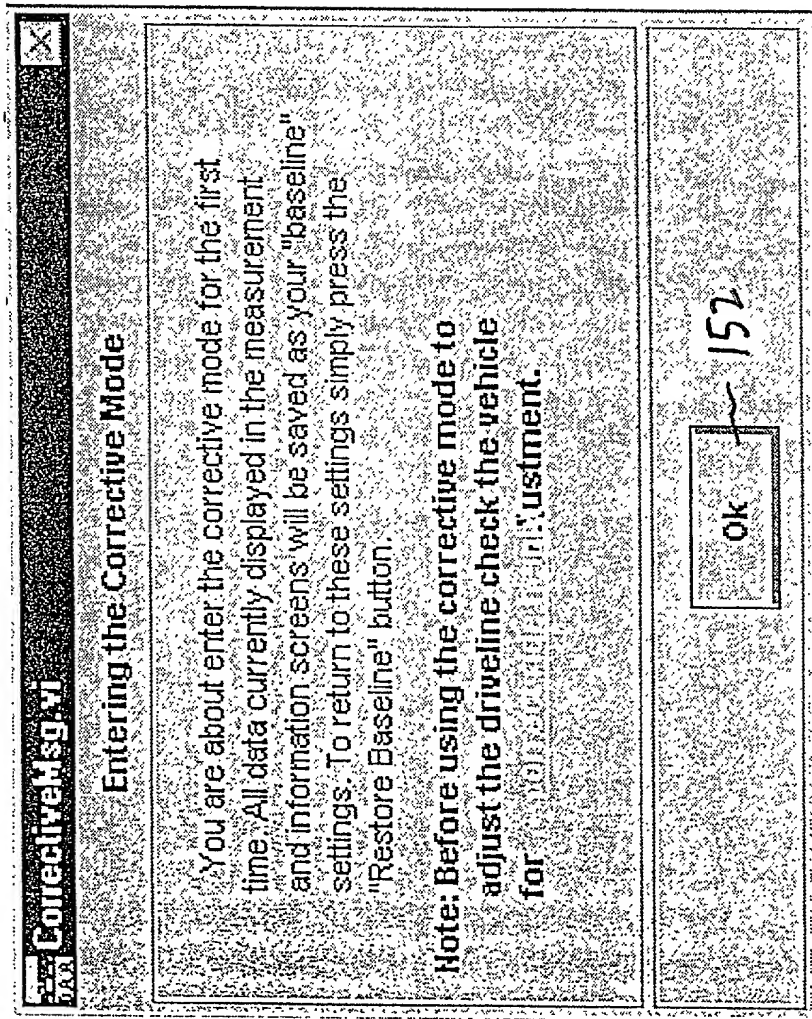 CorrectiveMsg.vi
Entering the Corrective Mode
You are about enter the corrective mode for the first
time. All data currently displayed in the measurement
and information screens will be saved as your "baseline"
settings. To return to these settings simply press the
"Restore Baseline" button.
Note: Before using the corrective mode to
adjust the driveline check the vehicle
for
Ok
152